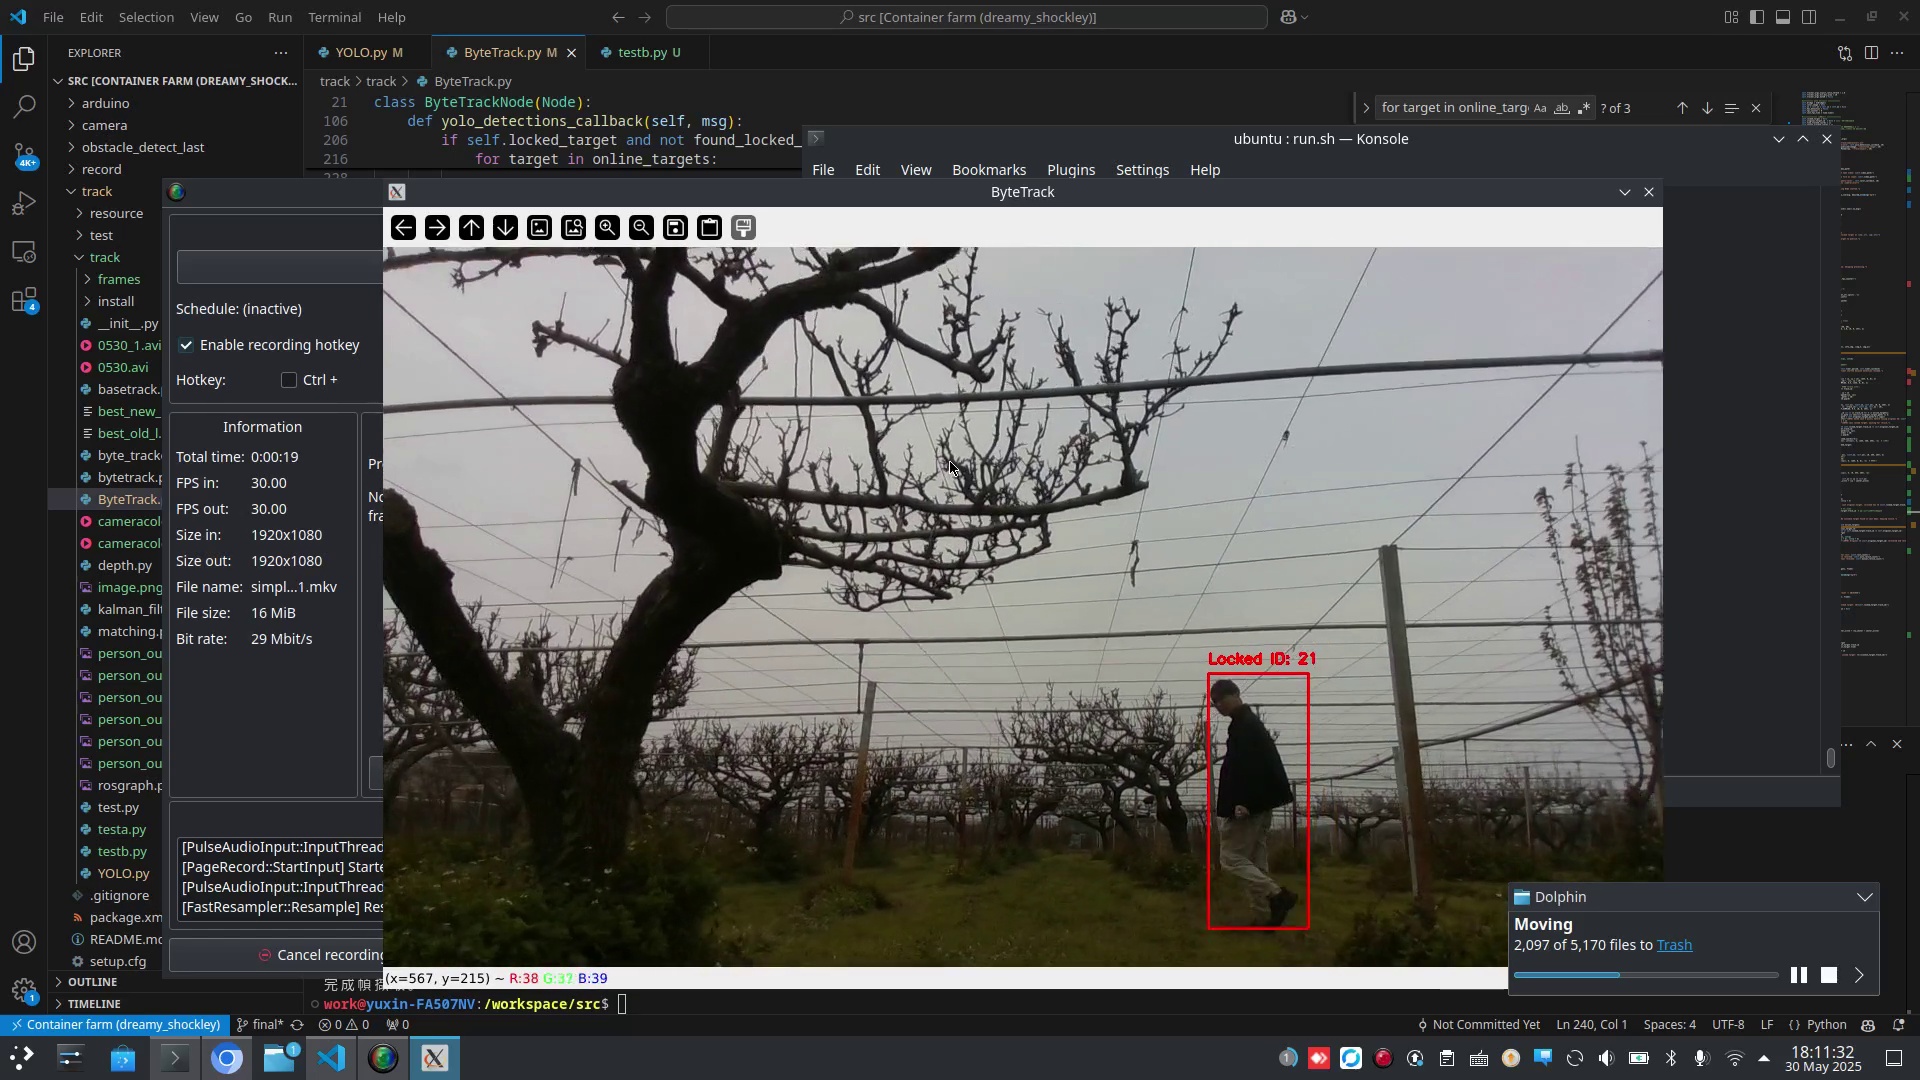 File Edit Selection View Go Run Terminal Help
src [Container farm (dreamy_shockley)]
EXPLORER
YOLO.py M
ByteTrack.py M
testb.py U
SRC [CONTAINER FARM (DREAMY_SHOCK...
track > track > ByteTrack.py
arduino
camera
obstacle_detect_last
record
track
resource
test
track
frames
install
__init__.py
0530_1.avi
0530.avi
basetrack.
best_new_
best_old_l.
byte_tracke
bytetrack.p
ByteTrack.
cameracol
cameracol
depth.py
image.png
kalman_filt
matching.p
person_ou
person_ou
person_ou
person_ou
person_ou
person_ou
rosgraph.p
test.py
testa.py
testb.py
YOLO.py
.gitignore
package.xm
README.md
setup.cfg
OUTLINE
TIMELINE
21 class ByteTrackNode(Node):
106 def yolo_detections_callback(self, msg):
206 if self.locked_target and not found_locked_
216 for target in online_targets:
228
for target in online_targ
Aa ab .*
? of 3
ubuntu : run.sh — Konsole
File Edit View Bookmarks Plugins Settings Help
ByteTrack
Schedule: (inactive)
Enable recording hotkey
Hotkey: Ctrl +
Information
Total time: 0:00:19
FPS in: 30.00
FPS out: 30.00
Size in: 1920x1080
Size out: 1920x1080
File name: simpl...1.mkv
File size: 16 MiB
Bit rate: 29 Mbit/s
Pr
No
fra
[PulseAudioInput::InputThread
[PageRecord::StartInput] Starte
[PulseAudioInput::InputThread
[FastResampler::Resample] Res
Cancel recording
Locked ID: 21
(x=567, y=215) ~ R:38 G:37 B:39
work@yuxin-FA507NV:/workspace/src$
Dolphin
Moving
2,097 of 5,170 files to Trash
Container farm (dreamy_shockley)
final*
0 0
0
Not Committed Yet
Ln 240, Col 1
Spaces: 4
UTF-8
LF
{} Python
4K+
4
1
1
1
18:11:32
30 May 2025